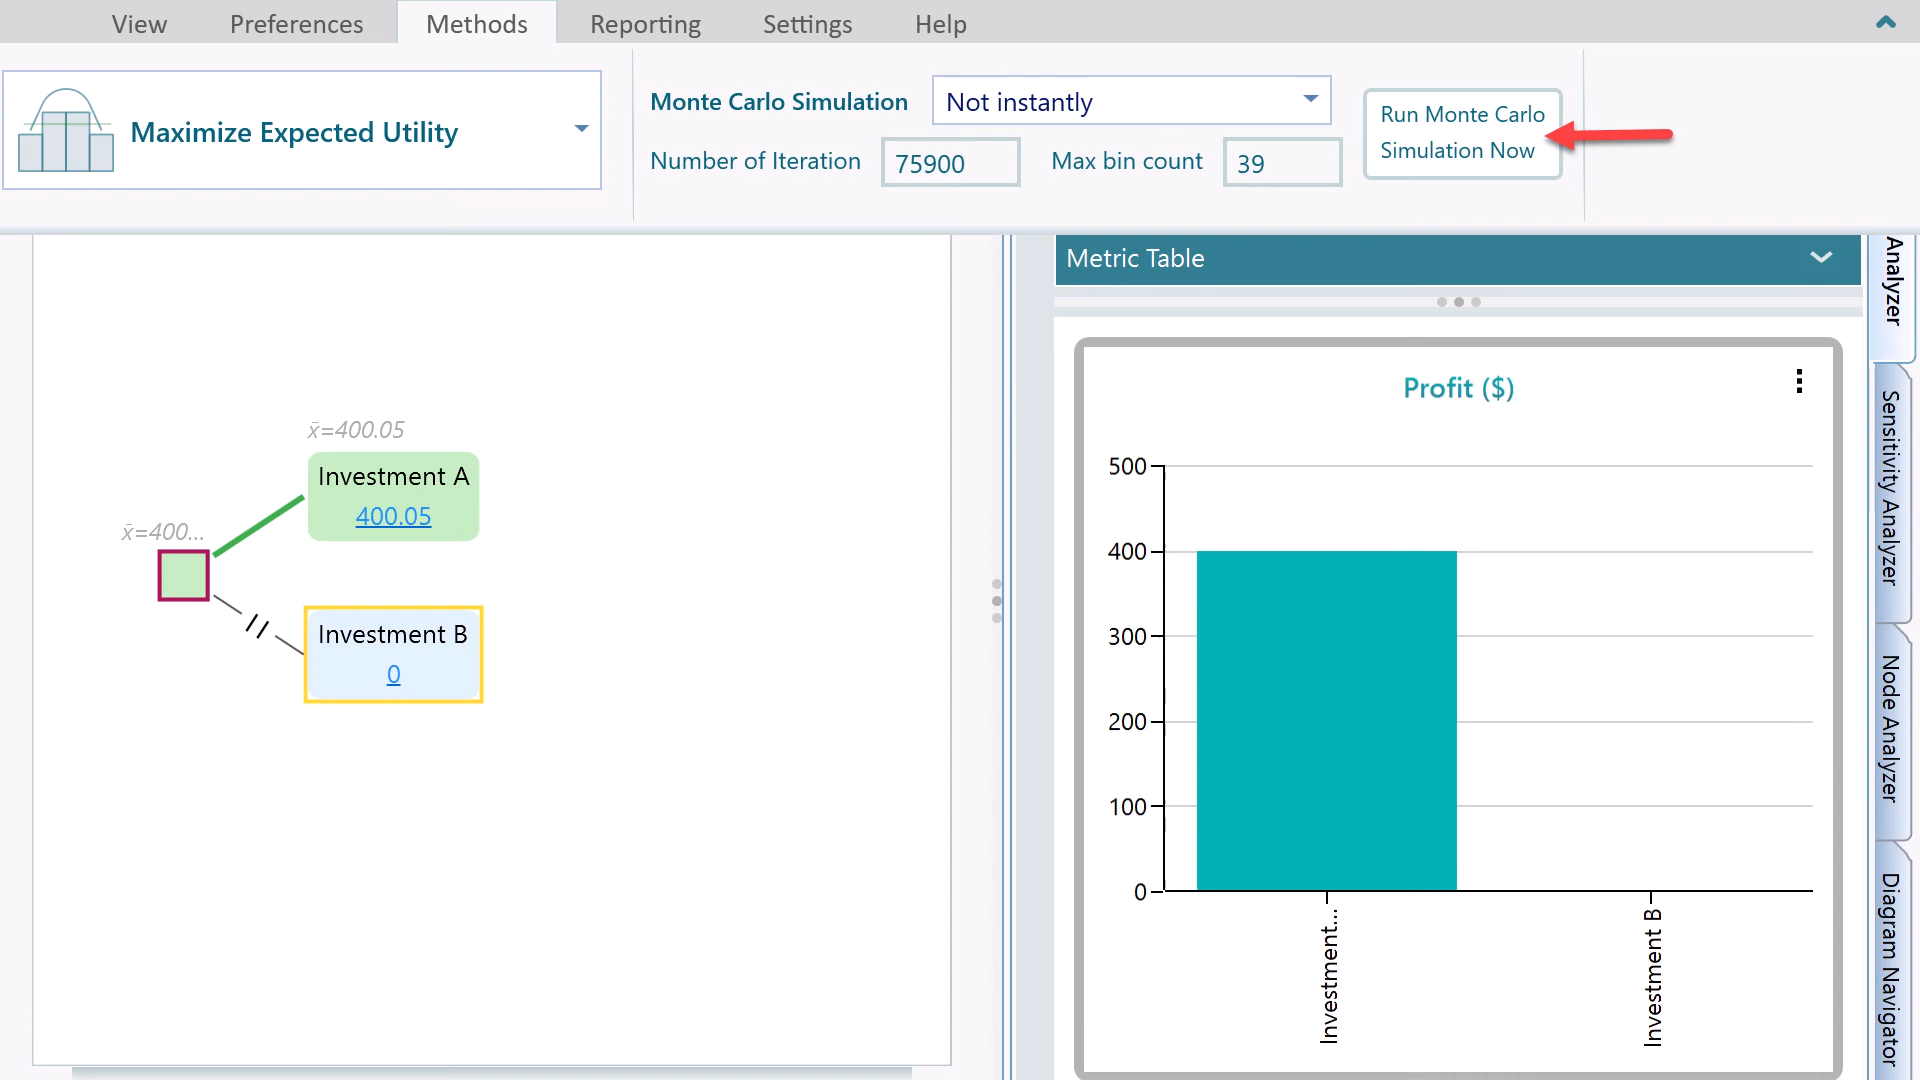 View
Preferences
Methods
Reporting
Settings
Help
Maximize Expected Utility
Monte Carlo Simulation
Not instantly
Number of Iteration
75900
Max bin count
39
Run Monte Carlo
Simulation Now
x̄=400.05
Investment A
400.05
x̄=400...
Investment B
0
Metric Table
Profit ($)
500
400
300
200
100
0
Investment...
Investment B
Analyzer
Sensitivity Analyzer
Node Analyzer
Diagram Navigator